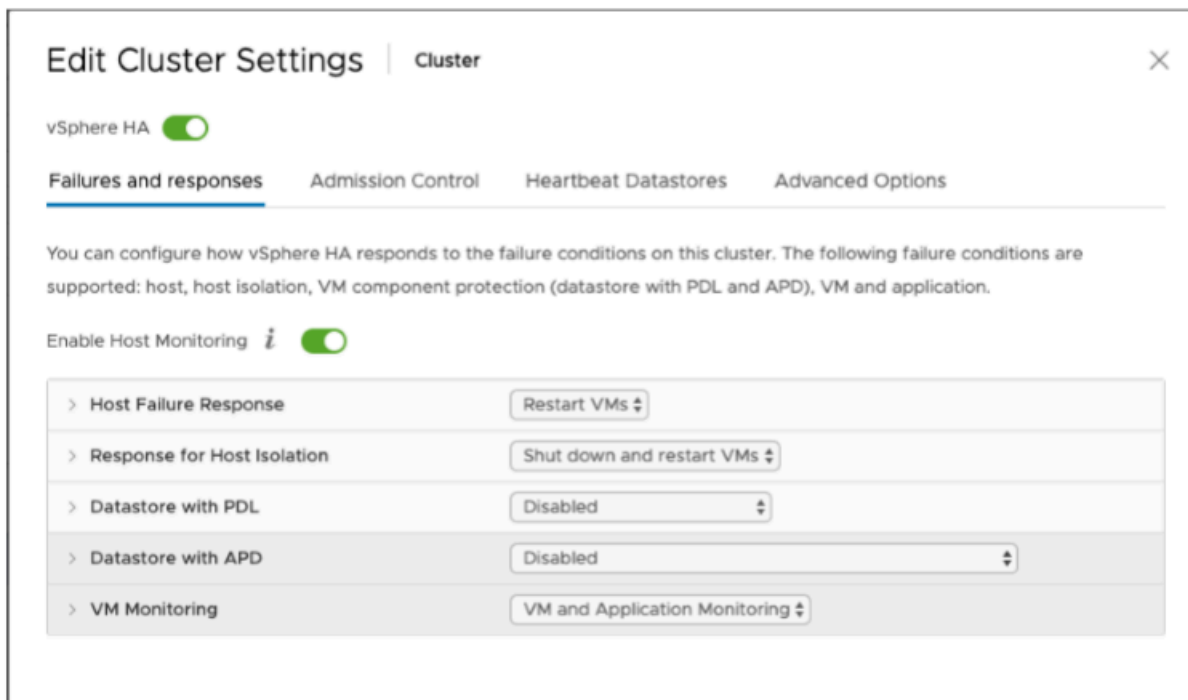 Edit Cluster Settings Cluster
vSphere HA
Failures and responses Admission Control Heartbeat Datastores Advanced Options
You can configure how vSphere HA responds to the failure conditions on this cluster. The following failure conditions are
supported: host, host isolation, VM component protection (datastore with PDL and APD), VM and application.
Enable Host Monitoring i
Host Failure Response Restart VMs
Response for Host Isolation Shut down and restart VMs
Datastore with PDL Disabled
Datastore with APD Disabled
VM Monitoring VM and Application Monitoring